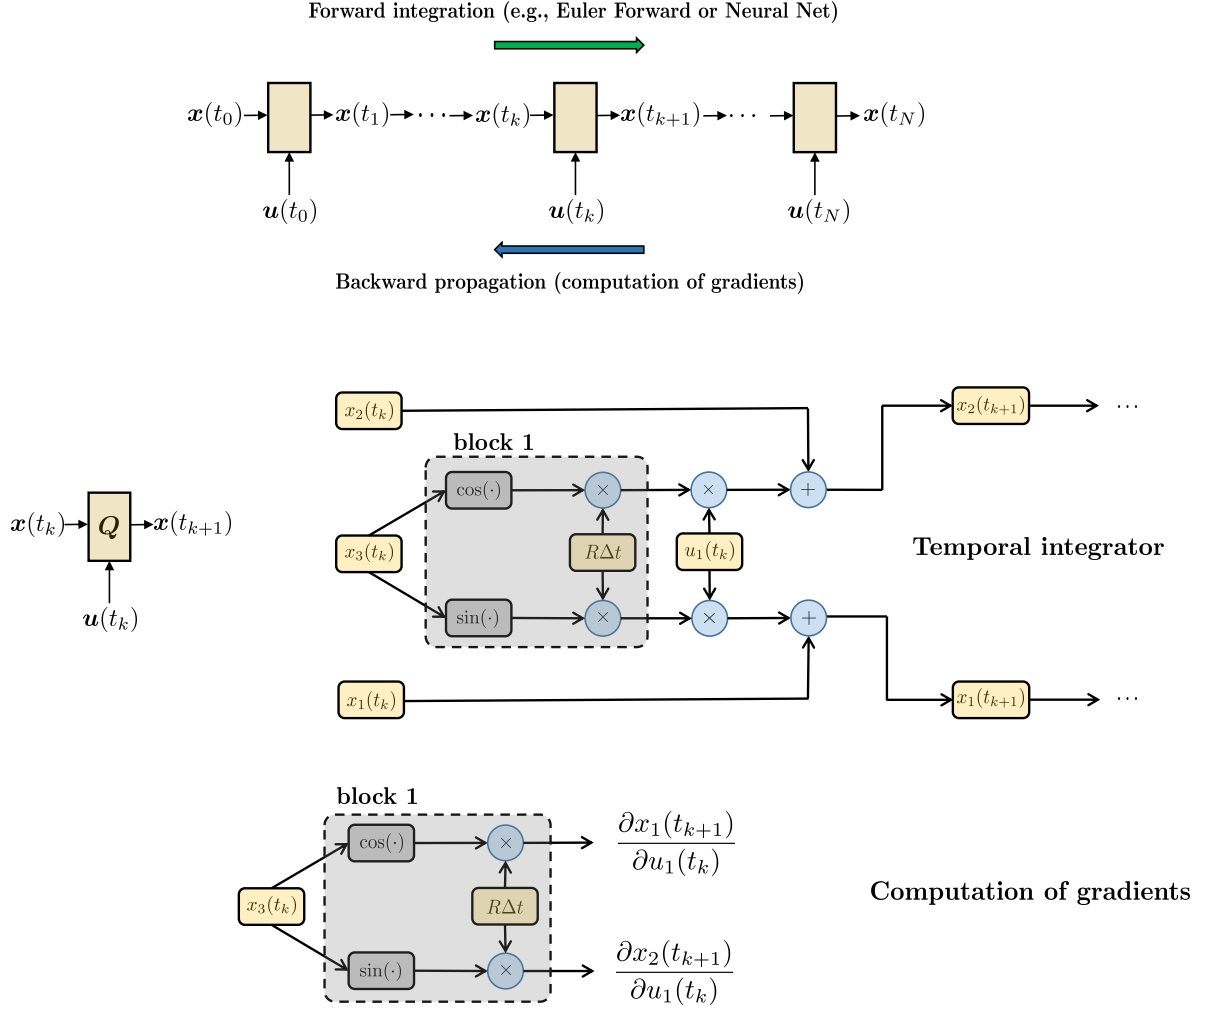 Forward integration (e.g., Euler Forward or Neural Net)
x(t₀) x(t₁) ··· x(tₖ) x(tₖ₊₁) ··· x(t_N)
u(t₀) u(tₖ) u(t_N)
Backward propagation (computation of gradients)
x₂(tₖ) x₂(tₖ₊₁) ···
block 1
cos(·) × × +
x(tₖ) Q x(tₖ₊₁)
x₃(tₖ) RΔt u₁(tₖ) Temporal integrator
u(tₖ)
sin(·) × × +
x₁(tₖ) x₁(tₖ₊₁) ···
block 1
cos(·) × ∂x₁(tₖ₊₁)
∂u₁(tₖ)
x₃(tₖ) RΔt Computation of gradients
sin(·) × ∂x₂(tₖ₊₁)
∂u₁(tₖ)